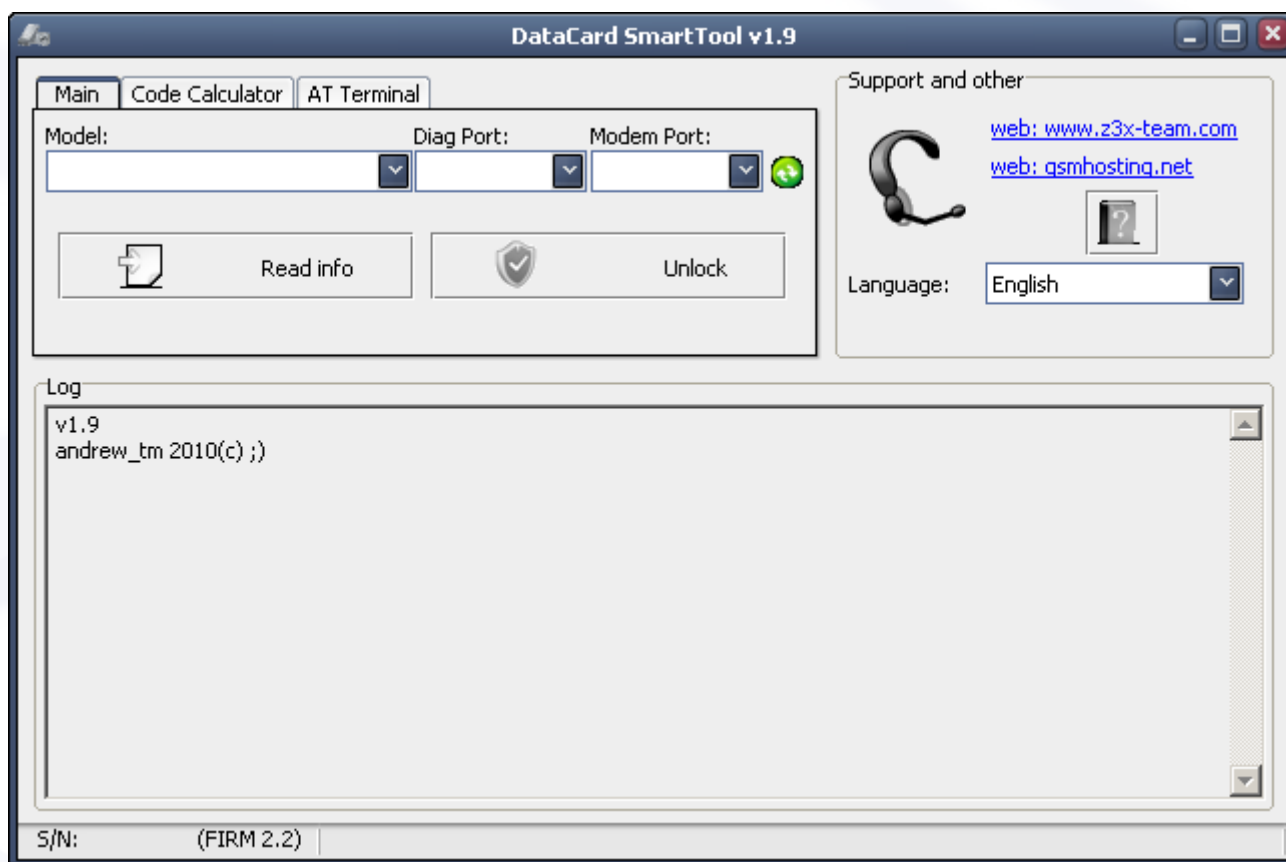 DataCard SmartTool v1.9
Main Code Calculator AT Terminal
Model: Diag Port: Modem Port:
Read info Unlock
Support and other
web: www.z3x-team.com
web: gsmhosting.net
?
Language: English
Log
v1.9
andrew_tm 2010(c) ;)
S/N: (FIRM 2.2)